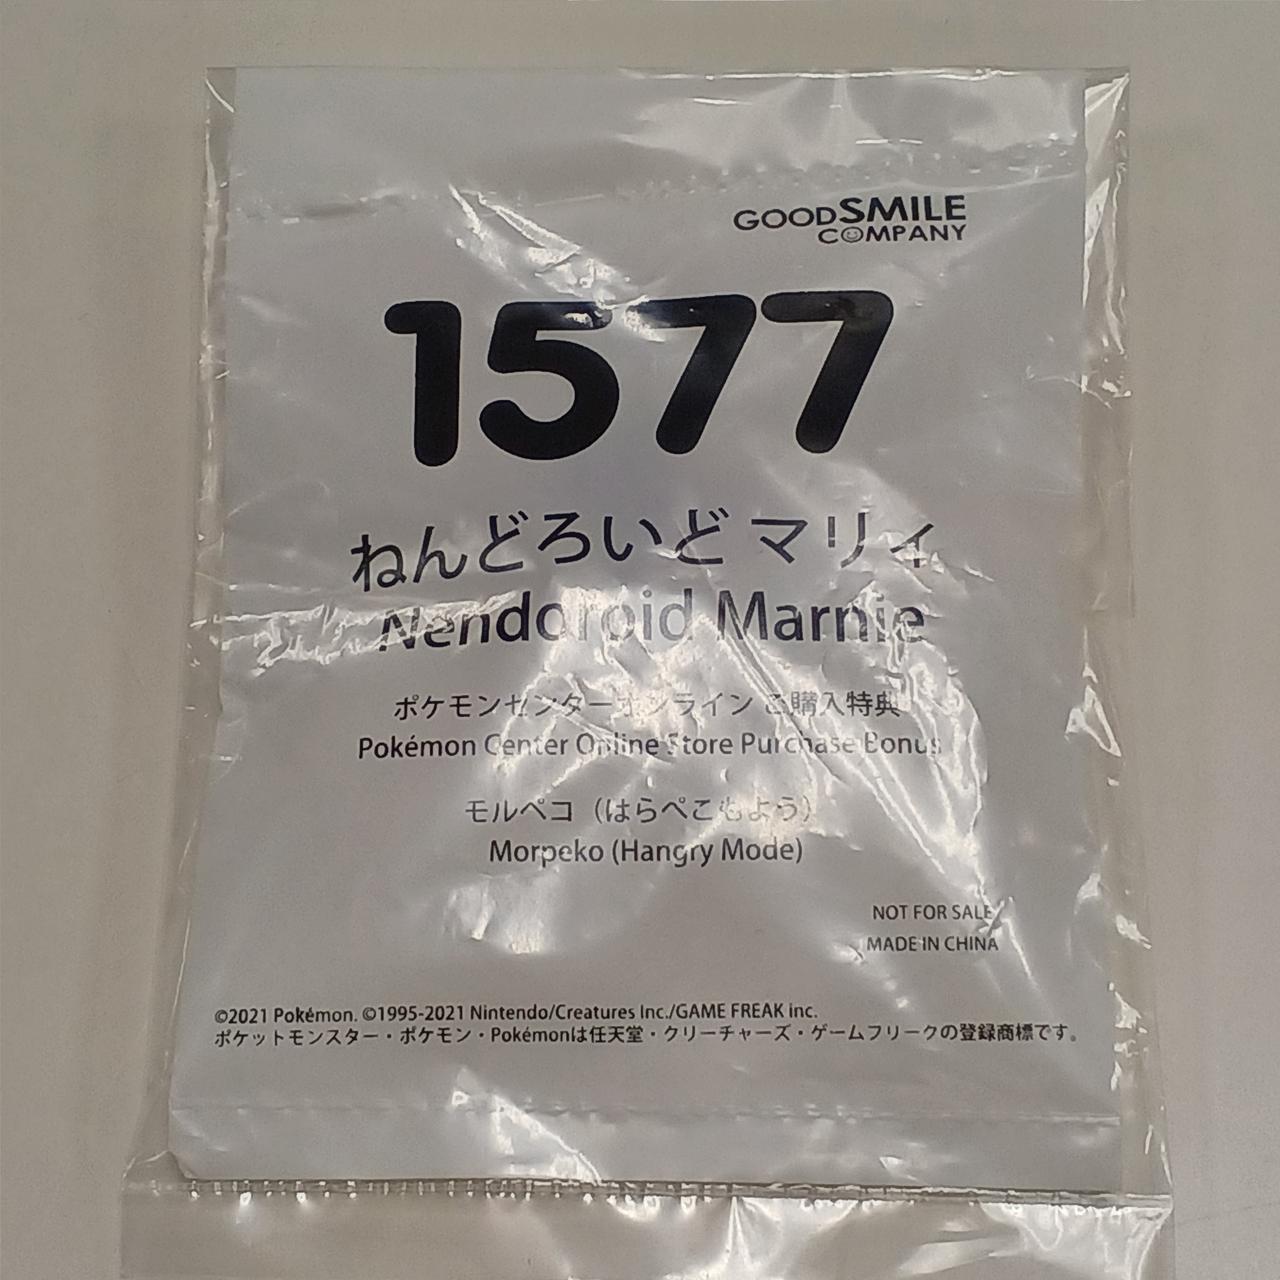 GOODSMILE
COMPANY
1577
ねんどろいど マリィ
Nendoroid Marnie
ポケモンセンターオンライン ご購入特典
Pokémon Center Online Store Purchase Bonus
モルペコ（はらぺこもよう）
Morpeko (Hangry Mode)
NOT FOR SALE
MADE IN CHINA
©2021 Pokémon. ©1995-2021 Nintendo/Creatures Inc./GAME FREAK inc.
ポケットモンスター・ポケモン・Pokémonは任天堂・クリーチャーズ・ゲームフリークの登録商標です。